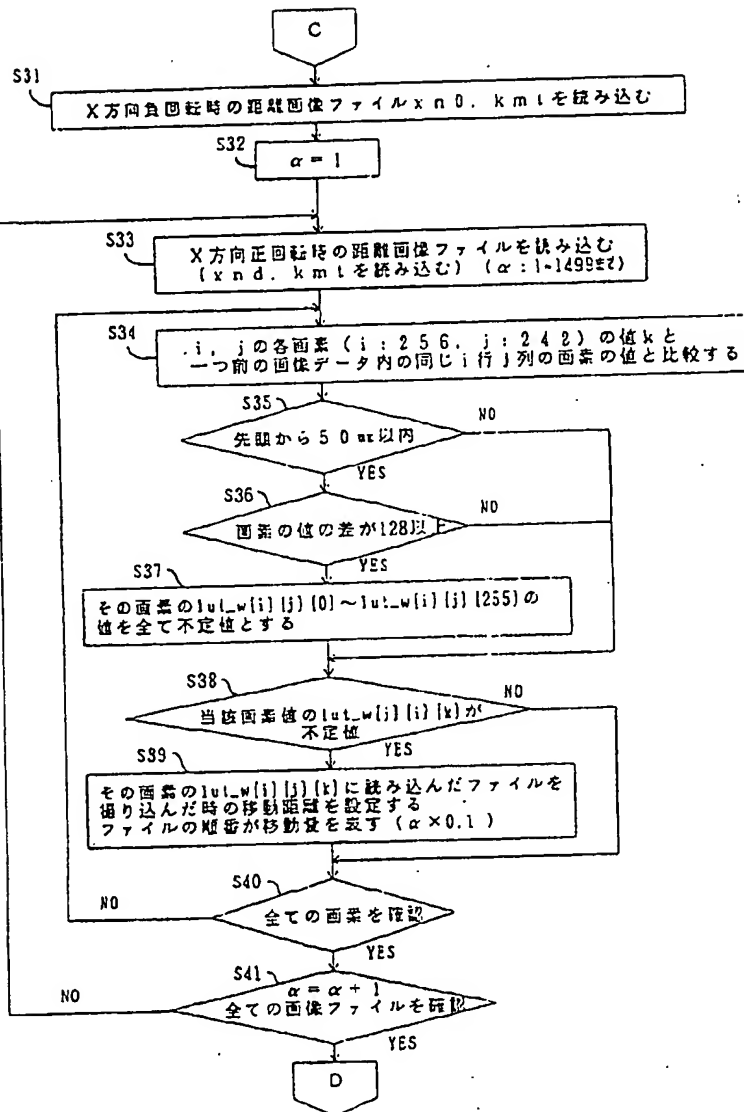 C
S31
X方向負回転時の距離画像ファイルxn0. kmtを読み込む
S32
α = 1
S33
X方向正回転時の距離画像ファイルを読み込む
(xnd. kmtを読み込む) (α:1~1499まで)
S34
i, jの各画素 (i:256, j:242) の値kと
一つ前の画像データ内の同じi行j列の画素の値と比較する
S35
先頭から50 以内
NO
YES
S36
画素の値の差が128以上
NO
YES
S37
その画素のlut_w[i][j][0]~lut_w[i][j][255]の
値を全て不定値とする
S38
当該画素値のlut_w[j][i][k]が
不定値
NO
YES
S39
その画素のlut_w[i][j][k]に読み込んだファイルを
撮り込んだ時の移動距離を設定する
ファイルの順番が移動量を表す (α×0.1)
S40
全ての画素を確認
NO
YES
S41
α = α + 1
全ての画像ファイルを確認
NO
YES
D